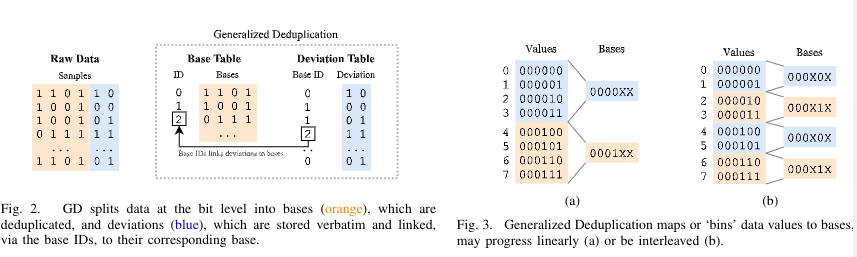 Generalized Deduplication
Raw Data
Samples
1 1 0 1 1 0
1 0 0 1 0 0
1 0 0 1 0 1
0 1 1 1 1 1
... ...
1 1 0 1 0 1
Base Table
ID Bases
0 1 1 0 1
1 1 0 0 1
2 0 1 1 1
...
Deviation Table
Base ID Deviation
0 1 0
1 0 0
1 0 1
2 1 1
.. ...
0 0 1
Base IDs links deviations to bases
Fig. 2. GD splits data at the bit level into bases (orange), which are
deduplicated, and deviations (blue), which are stored verbatim and linked,
via the base IDs, to their corresponding base.
Values Bases
0 000000
1 000001
2 000010
3 000011
0000XX
4 000100
5 000101
6 000110
7 000111
0001XX
(a)
Values Bases
0 000000
1 000001
000X0X
2 000010
3 000011
000X1X
4 000100
5 000101
000X0X
6 000110
7 000111
000X1X
(b)
Fig. 3. Generalized Deduplication maps or ‘bins’ data values to bases,
may progress linearly (a) or be interleaved (b).